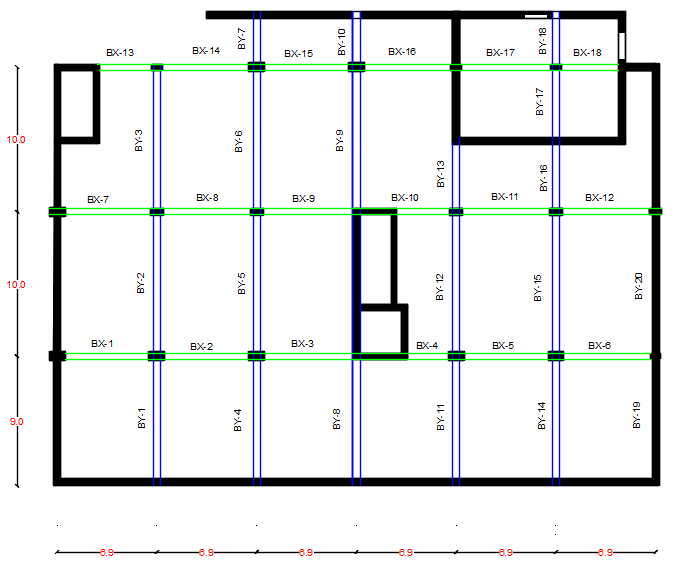 BY-7
BY-10
BY-18
BX-13
BX-14
BX-15
BX-16
BX-17
BX-18
BY-17
10.0
BY-3
BY-6
BY-9
BY-13
BY-16
BX-7
BX-8
BX-9
BX-10
BX-11
BX-12
10.0
BY-2
BY-5
BY-12
BY-15
BY-20
BX-1
BX-2
BX-3
BX-4
BX-5
BX-6
9.0
BY-1
BY-4
BY-8
BY-11
BY-14
BY-19
6.9
6.9
6.9
6.9
6.9
6.9